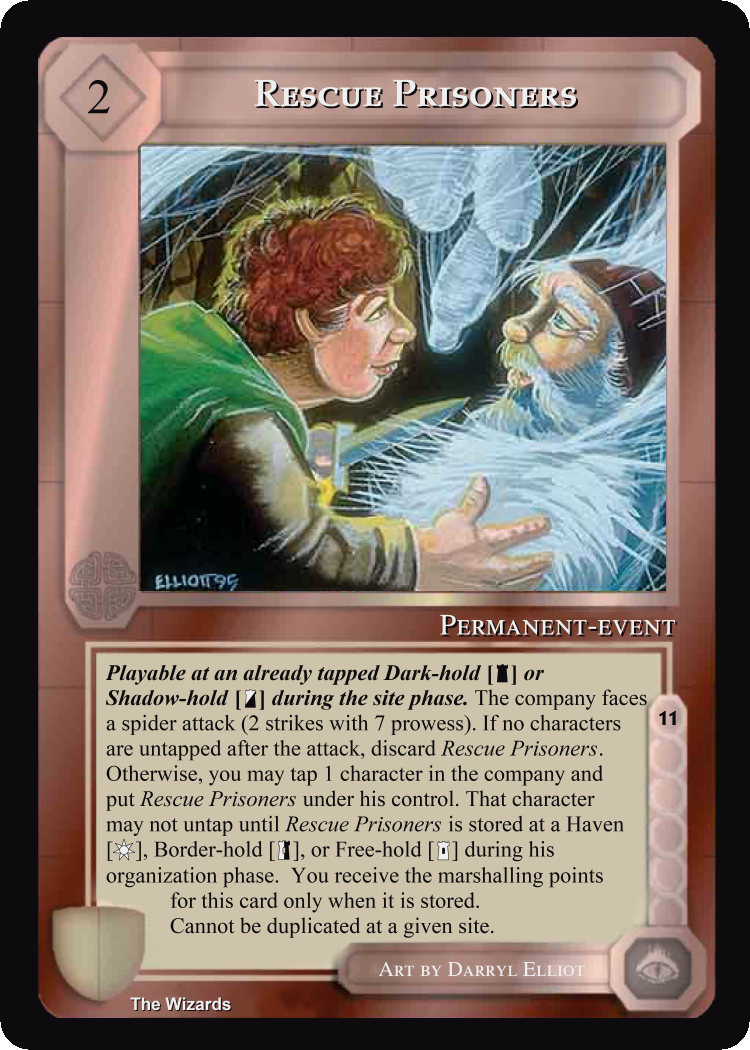 2
Rescue Prisoners
ELLIOTT95
Permanent-event
Playable at an already tapped Dark-hold [ ] or
Shadow-hold [ ] during the site phase. The company faces
a spider attack (2 strikes with 7 prowess). If no characters
are untapped after the attack, discard Rescue Prisoners.
Otherwise, you may tap 1 character in the company and
put Rescue Prisoners under his control. That character
may not untap until Rescue Prisoners is stored at a Haven
[ ], Border-hold [ ], or Free-hold [ ] during his
organization phase. You receive the marshalling points
for this card only when it is stored.
Cannot be duplicated at a given site.
11
Art by Darryl Elliot
The Wizards